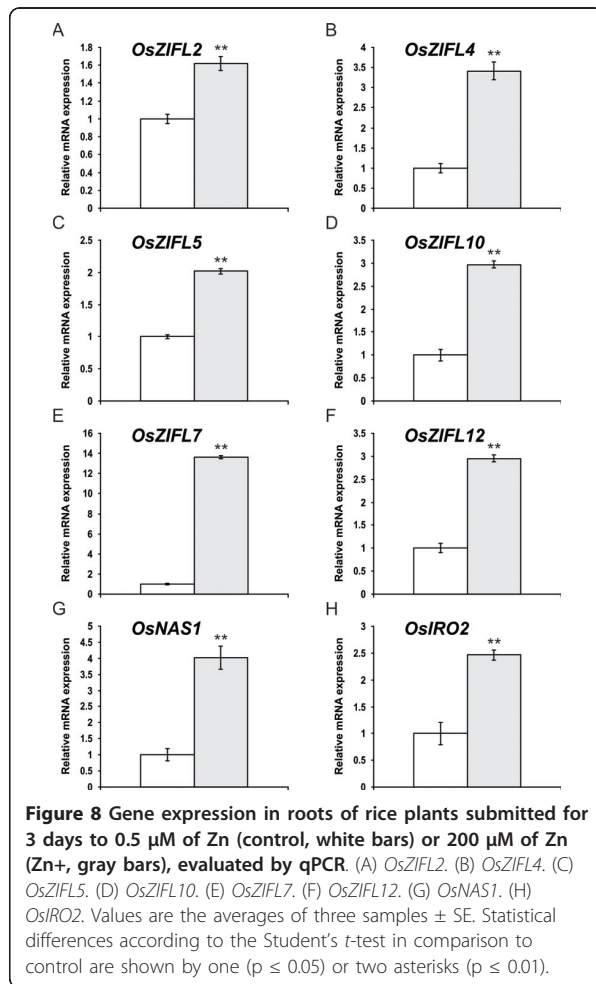 A
OsZIFL2
Relative mRNA expression
1.8
1.6
1.4
1.2
1
0.8
0.6
0.4
0.2
0
**
B
OsZIFL4
Relative mRNA expression
4
3.5
3
2.5
2
1.5
1
0.5
0
**
C
OsZIFL5
Relative mRNA expression
2.5
2
1.5
1
0.5
0
**
D
OsZIFL10
Relative mRNA expression
3.5
3
2.5
2
1.5
1
0.5
0
**
E
OsZIFL7
Relative mRNA expression
16
14
12
10
8
6
4
2
0
**
F
OsZIFL12
Relative mRNA expression
3.5
3
2.5
2
1.5
1
0.5
0
**
G
OsNAS1
Relative mRNA expression
5
4.5
4
3.5
3
2.5
2
1.5
1
0.5
0
**
H
OsIRO2
Relative mRNA expression
3
2.5
2
1.5
1
0.5
0
**
Figure 8 Gene expression in roots of rice plants submitted for
3 days to 0.5 μM of Zn (control, white bars) or 200 μM of Zn
(Zn+, gray bars), evaluated by qPCR. (A) OsZIFL2. (B) OsZIFL4. (C)
OsZIFL5. (D) OsZIFL10. (E) OsZIFL7. (F) OsZIFL12. (G) OsNAS1. (H)
OsIRO2. Values are the averages of three samples ± SE. Statistical
differences according to the Student's t-test in comparison to
control are shown by one (p ≤ 0.05) or two asterisks (p ≤ 0.01).